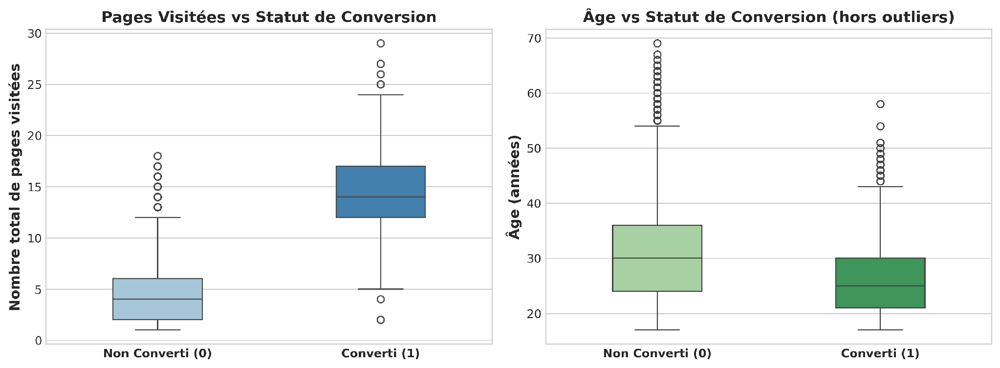 Pages Visitées vs Statut de Conversion
Nombre total de pages visitées
30
25
20
15
10
5
0
Non Converti (0)
Converti (1)
Âge vs Statut de Conversion (hors outliers)
Âge (années)
70
60
50
40
30
20
Non Converti (0)
Converti (1)